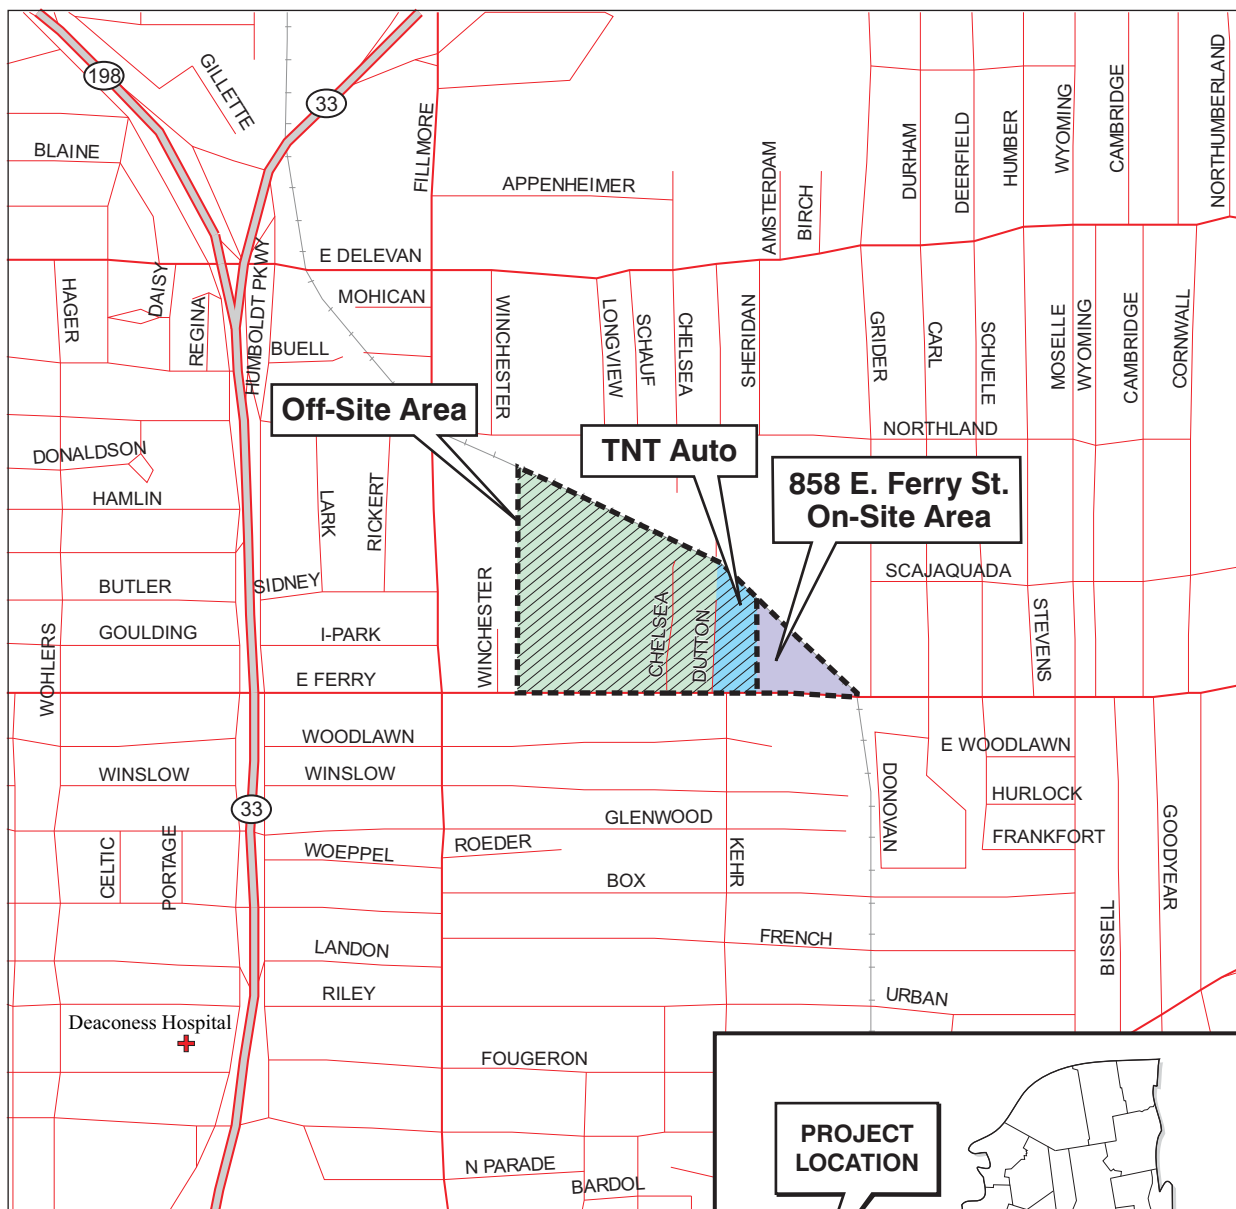 198
GILLETTE
33
FILLMORE
BLAINE
APPENHEIMER
AMSTERDAM
BIRCH
DURHAM
DEERFIELD
HUMBER
WYOMING
CAMBRIDGE
NORTHUMBERLAND
E DELEVAN
HUMBOLDT PKWY
HAGER
DAISY
REGINA
MOHICAN
BUELL
WINCHESTER
LONGVIEW
SCHAUF
CHELSEA
SHERIDAN
GRIDER
CARL
SCHUELE
MOSELLE
WYOMING
CAMBRIDGE
CORNWALL
Off-Site Area
TNT Auto
NORTHLAND
858 E. Ferry St.
On-Site Area
DONALDSON
HAMLIN
LARK
RICKERT
BUTLER
SIDNEY
SCAJAQUADA
GOULDING
I-PARK
WINCHESTER
CHELSEA
DUTTON
STEVENS
WOHLERS
E FERRY
WOODLAWN
E WOODLAWN
WINSLOW
WINSLOW
DONOVAN
HURLOCK
33
GLENWOOD
FRANKFORT
GOODYEAR
CELTIC
PORTAGE
WOEPPEL
ROEDER
KEHR
BOX
BISSELL
LANDON
FRENCH
RILEY
URBAN
Deaconess Hospital
FOUGERON
PROJECT
LOCATION
N PARADE
BARDOL